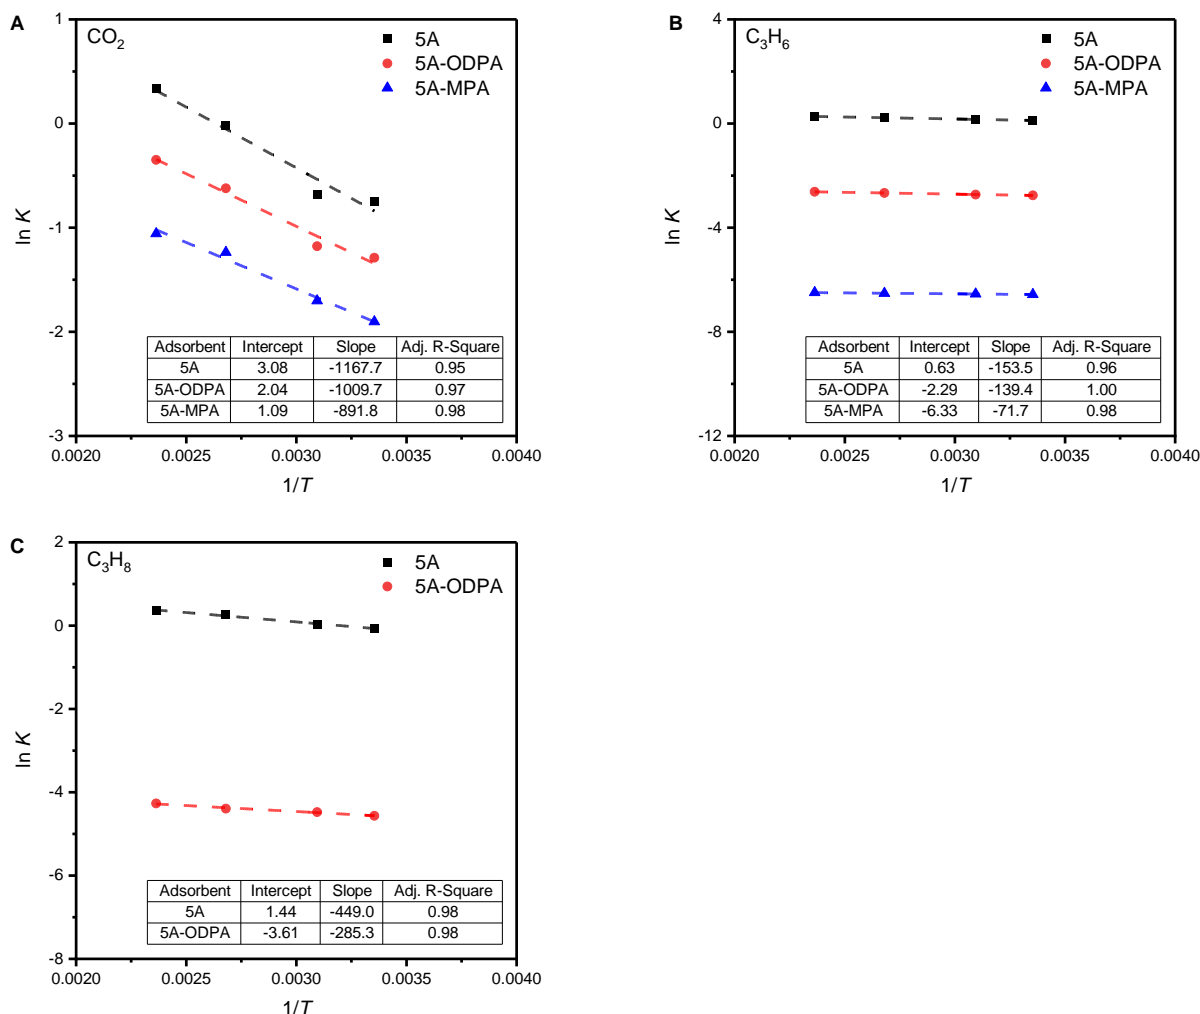 A
CO2
5A
5A-ODPA
5A-MPA
1
0
-1
-2
-3
ln K
Adsorbent Intercept Slope Adj. R-Square
5A 3.08 -1167.7 0.95
5A-ODPA 2.04 -1009.7 0.97
5A-MPA 1.09 -891.8 0.98
0.0020 0.0025 0.0030 0.0035 0.0040
1/T
B
C3H6
5A
5A-ODPA
5A-MPA
4
0
-4
-8
-12
ln K
Adsorbent Intercept Slope Adj. R-Square
5A 0.63 -153.5 0.96
5A-ODPA -2.29 -139.4 1.00
5A-MPA -6.33 -71.7 0.98
0.0020 0.0025 0.0030 0.0035 0.0040
1/T
C
C3H8
5A
5A-ODPA
2
0
-2
-4
-6
-8
ln K
Adsorbent Intercept Slope Adj. R-Square
5A 1.44 -449.0 0.98
5A-ODPA -3.61 -285.3 0.98
0.0020 0.0025 0.0030 0.0035 0.0040
1/T